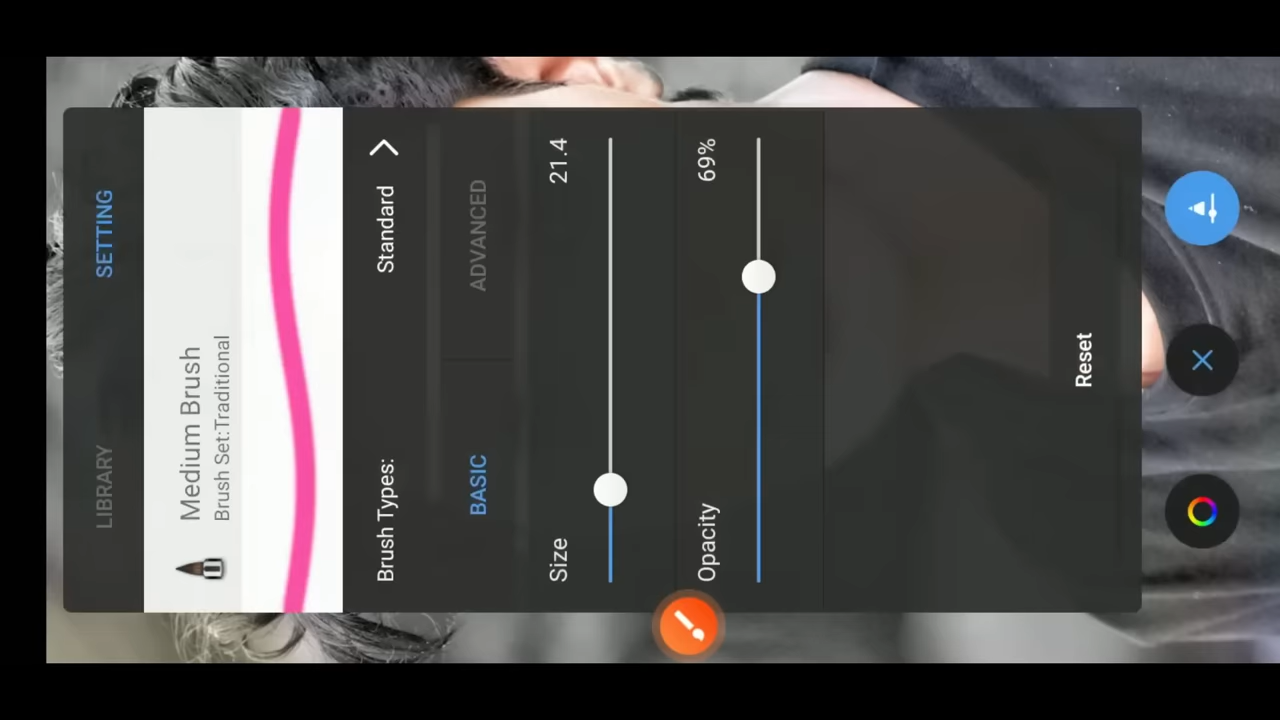 LIBRARY SETTING
Medium Brush
Brush Set:Traditional
Brush Types: Standard
BASIC ADVANCED
Size 21.4
Opacity 69%
Reset